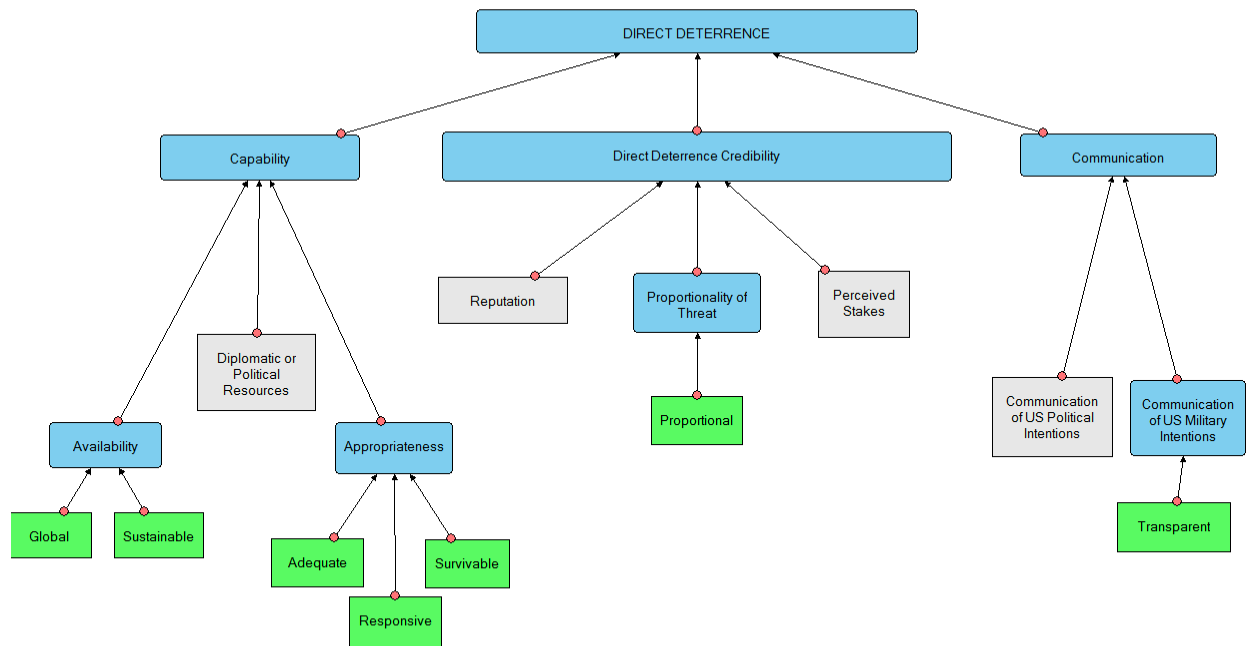 DIRECT DETERRENCE
Capability
Direct Deterrence Credibility
Communication
Reputation
Proportionality of
Threat
Perceived
Stakes
Diplomatic or
Political
Resources
Communication
of US Political
Intentions
Communication
of US Military
Intentions
Availability
Appropriateness
Proportional
Global
Sustainable
Adequate
Responsive
Survivable
Transparent